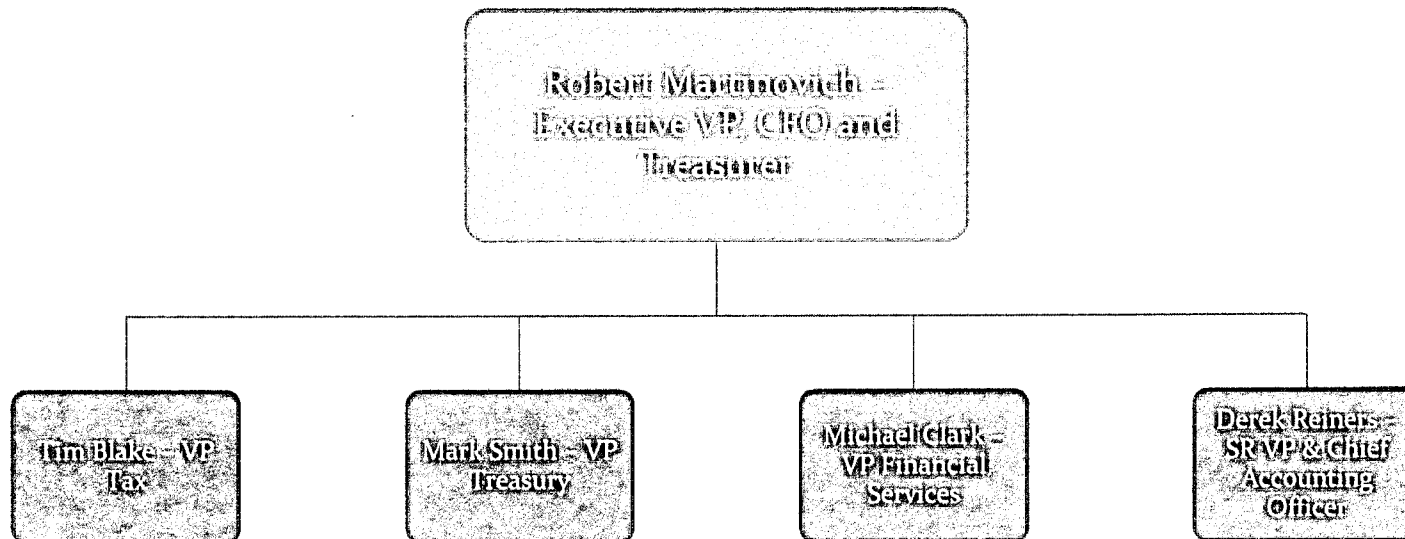 Robert Martinovich –
Executive VP, CFO and
Treasurer
Tim Blake – VP
Tax
Mark Smith – VP
Treasury
Michael Clark –
VP Financial
Services
Derek Reiners –
SR VP & Chief
Accounting
Officer